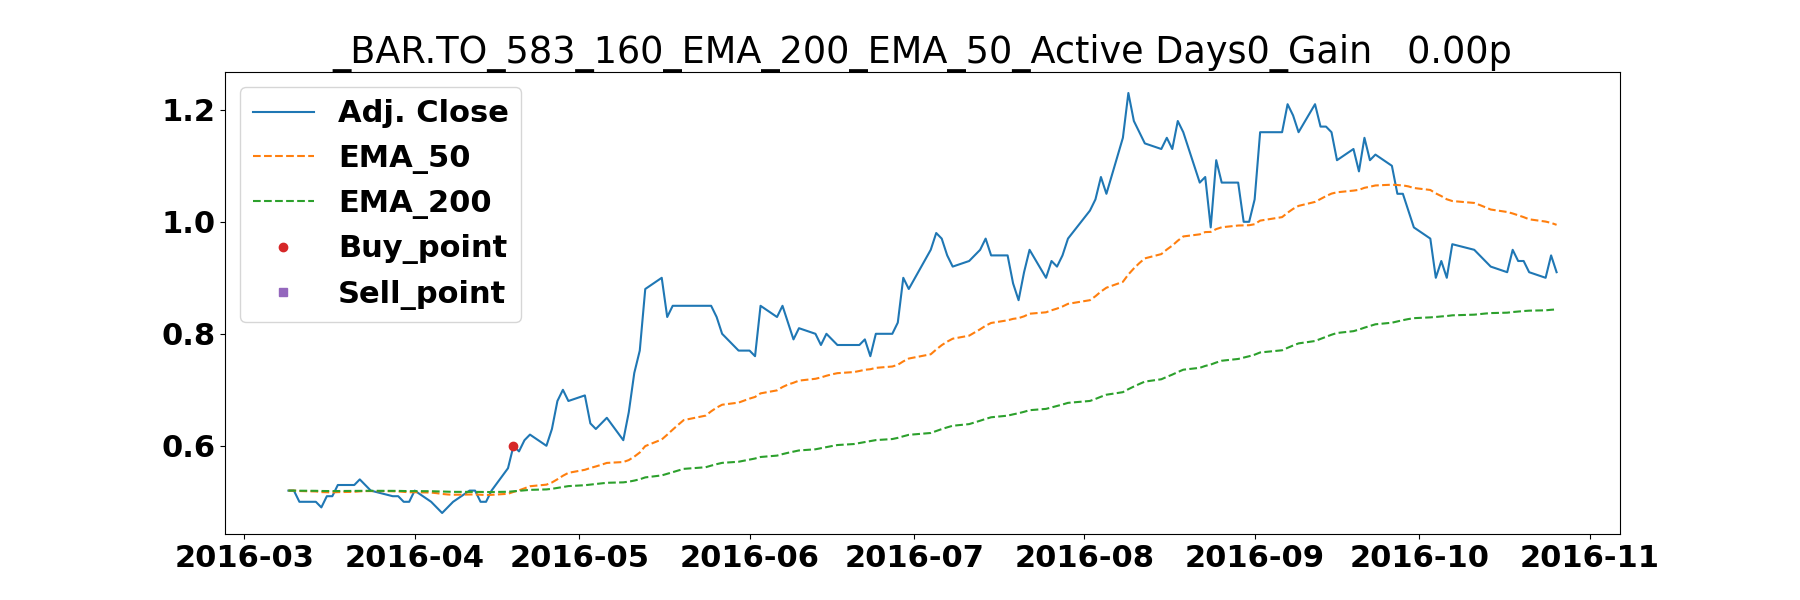 _BAR.TO_583_160_EMA_200_EMA_50_Active Days0_Gain   0.00p
1.2
1.0
0.8
0.6
Adj. Close
EMA_50
EMA_200
Buy_point
Sell_point
2016-03 2016-04 2016-05 2016-06 2016-07 2016-08 2016-09 2016-10 2016-11